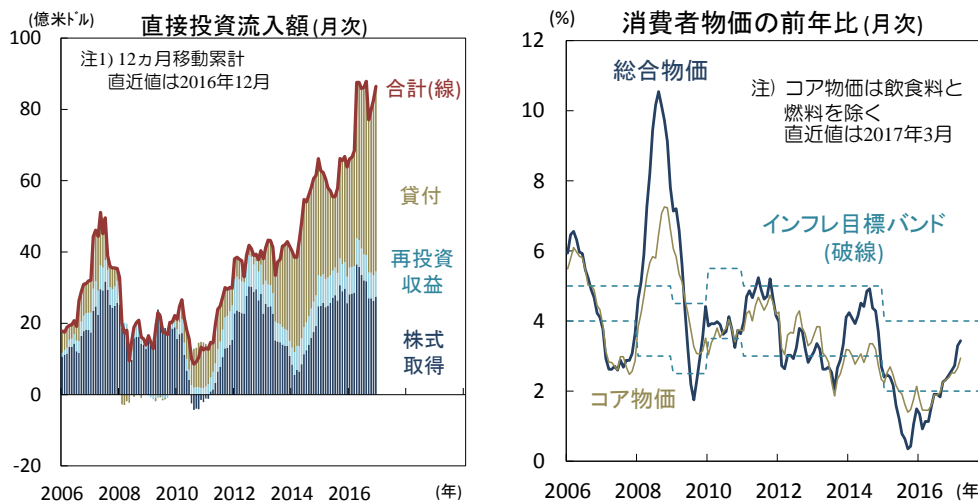 (億米ﾄﾞﾙ)
直接投資流入額(月次)
100
80
60
40
20
0
-20
注1) 12ヵ月移動累計
直近値は2016年12月
合計(線)
貸付
再投資
収益
株式
取得
2006
2008
2010
2012
2014
2016
(年)
(%)
消費者物価の前年比(月次)
12
10
8
6
4
2
0
総合物価
注) コア物価は飲食料と
燃料を除く
直近値は2017年3月
インフレ目標バンド
(破線)
コア物価
2006
2008
2010
2012
2014
2016
(年